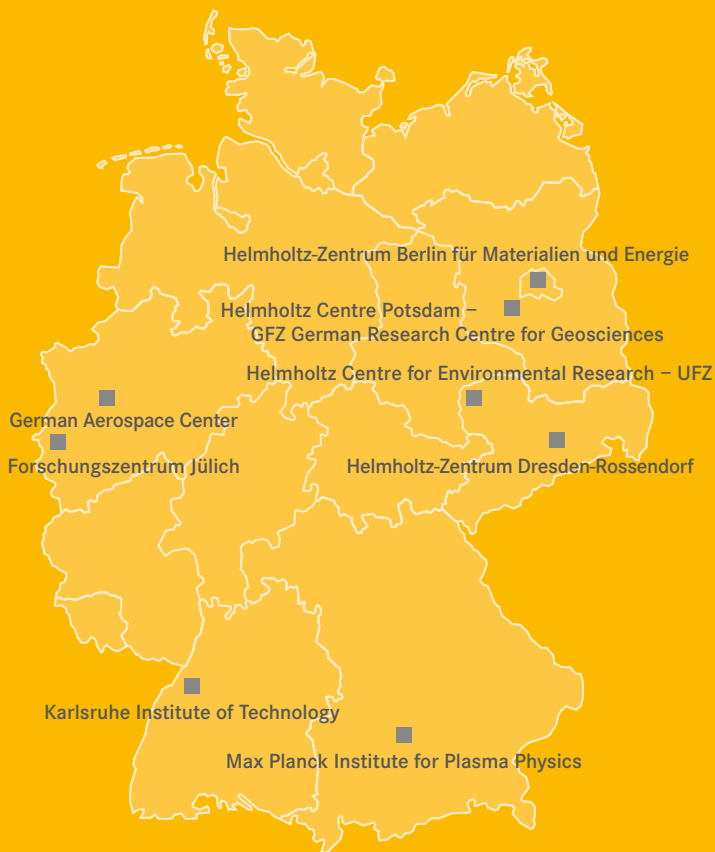 Helmholtz-Zentrum Berlin für Materialien und Energie
Helmholtz Centre Potsdam –
GFZ German Research Centre for Geosciences
Helmholtz Centre for Environmental Research – UFZ
German Aerospace Center
Forschungszentrum Jülich
Helmholtz-Zentrum Dresden-Rossendorf
Karlsruhe Institute of Technology
Max Planck Institute for Plasma Physics